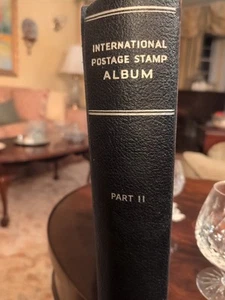 INTERNATIONAL
POSTAGE STAMP
ALBUM
PART II